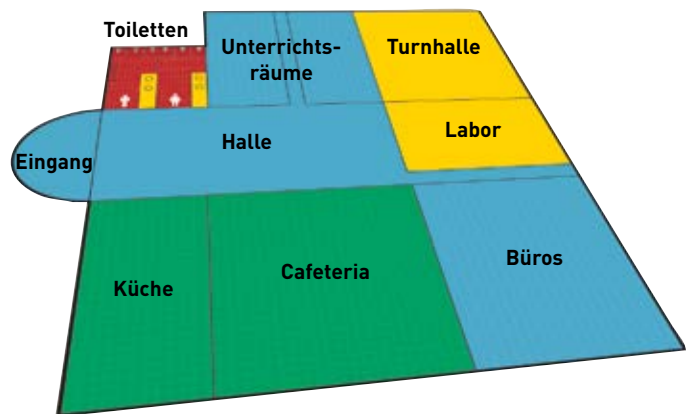 Toiletten
Unterrichts-
räume
Turnhalle
Eingang
Halle
Labor
Küche
Cafeteria
Büros